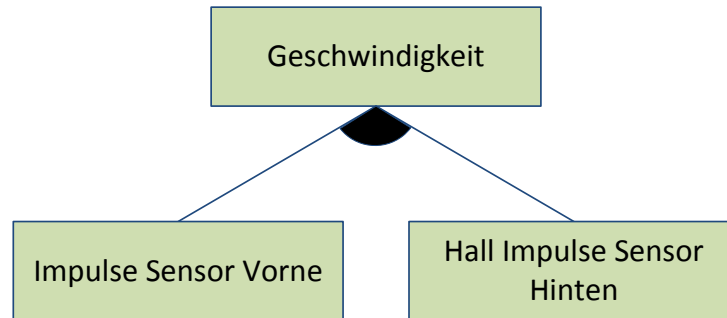 Geschwindigkeit
Impulse Sensor Vorne
Hall Impulse Sensor
Hinten